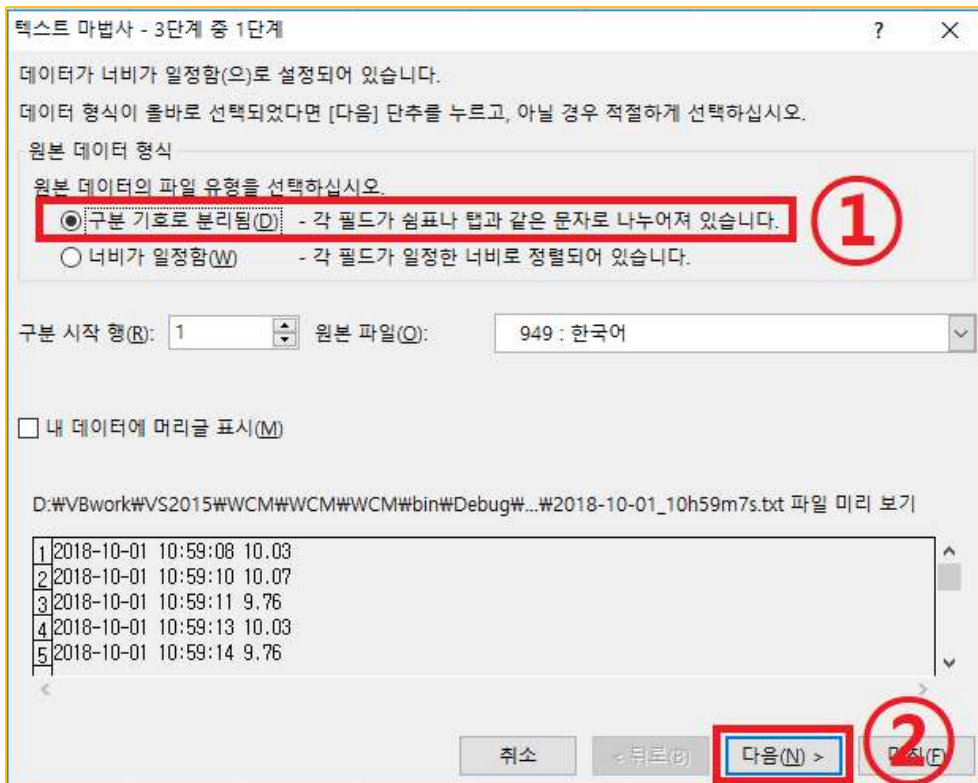 텍스트 마법사 - 3단계 중 1단계 ? ×
데이터가 너비가 일정함(으)로 설정되어 있습니다.
데이터 형식이 올바로 선택되었다면 [다음] 단추를 누르고, 아닐 경우 적절하게 선택하십시오.
원본 데이터 형식
원본 데이터의 파일 유형을 선택하십시오.
구분 기호로 분리됨(D) - 각 필드가 쉼표나 탭과 같은 문자로 나누어져 있습니다.
①
너비가 일정함(W) - 각 필드가 일정한 너비로 정렬되어 있습니다.
구분 시작 행(R): 1 원본 파일(O): 949 : 한국어
내 데이터에 머리글 표시(M)
D:₩VBwork₩VS2015₩WCM₩WCM₩WCM₩bin₩Debug₩...₩2018-10-01_10h59m7s.txt 파일 미리 보기
1 2018-10-01 10:59:08 10.03
2 2018-10-01 10:59:10 10.07
3 2018-10-01 10:59:11 9.76
4 2018-10-01 10:59:13 10.03
5 2018-10-01 10:59:14 9.76
취소 < 뒤로(B) 다음(N) > ②